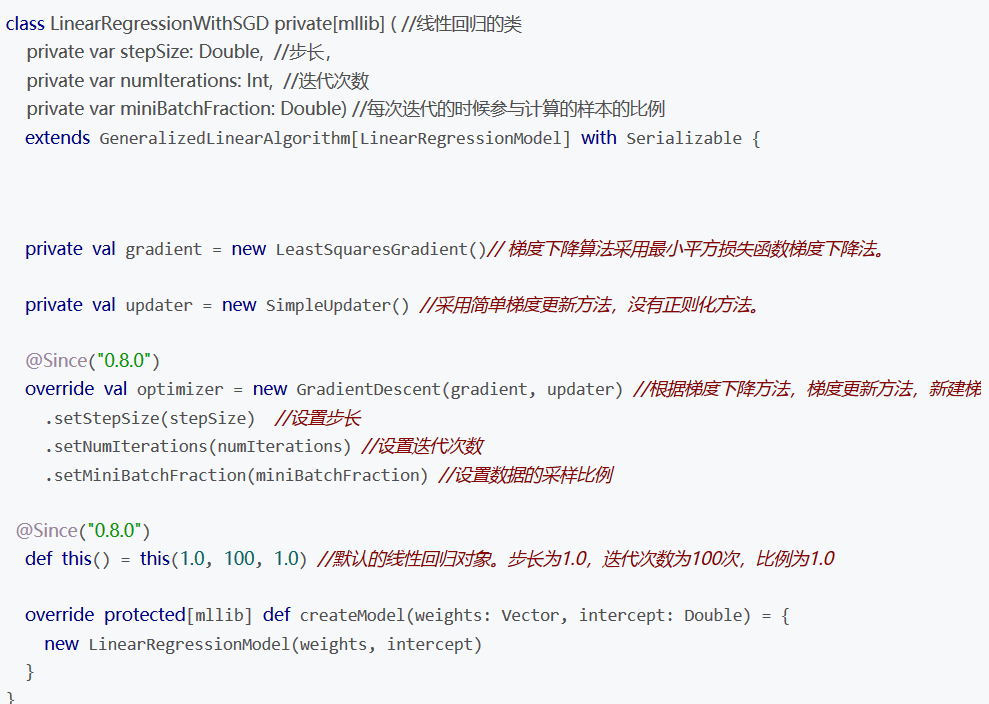 class LinearRegressionWithSGD private[mllib] ( //线性回归的类
private var stepSize: Double, //步长，
private var numIterations: Int, //迭代次数
private var miniBatchFraction: Double) //每次迭代的时候参与计算的样本的比例
extends GeneralizedLinearAlgorithm[LinearRegressionModel] with Serializable {
private val gradient = new LeastSquaresGradient()// 梯度下降算法采用最小平方损失函数梯度下降法。
private val updater = new SimpleUpdater() //采用简单梯度更新方法，没有正则化方法。
@Since("0.8.0")
override val optimizer = new GradientDescent(gradient, updater) //根据梯度下降方法，梯度更新方法，新建梯
.setStepSize(stepSize) //设置步长
.setNumIterations(numIterations) //设置迭代次数
.setMiniBatchFraction(miniBatchFraction) //设置数据的采样比例
@Since("0.8.0")
def this() = this(1.0, 100, 1.0) //默认的线性回归对象。步长为1.0，迭代次数为100次，比例为1.0
override protected[mllib] def createModel(weights: Vector, intercept: Double) = {
new LinearRegressionModel(weights, intercept)
}
}